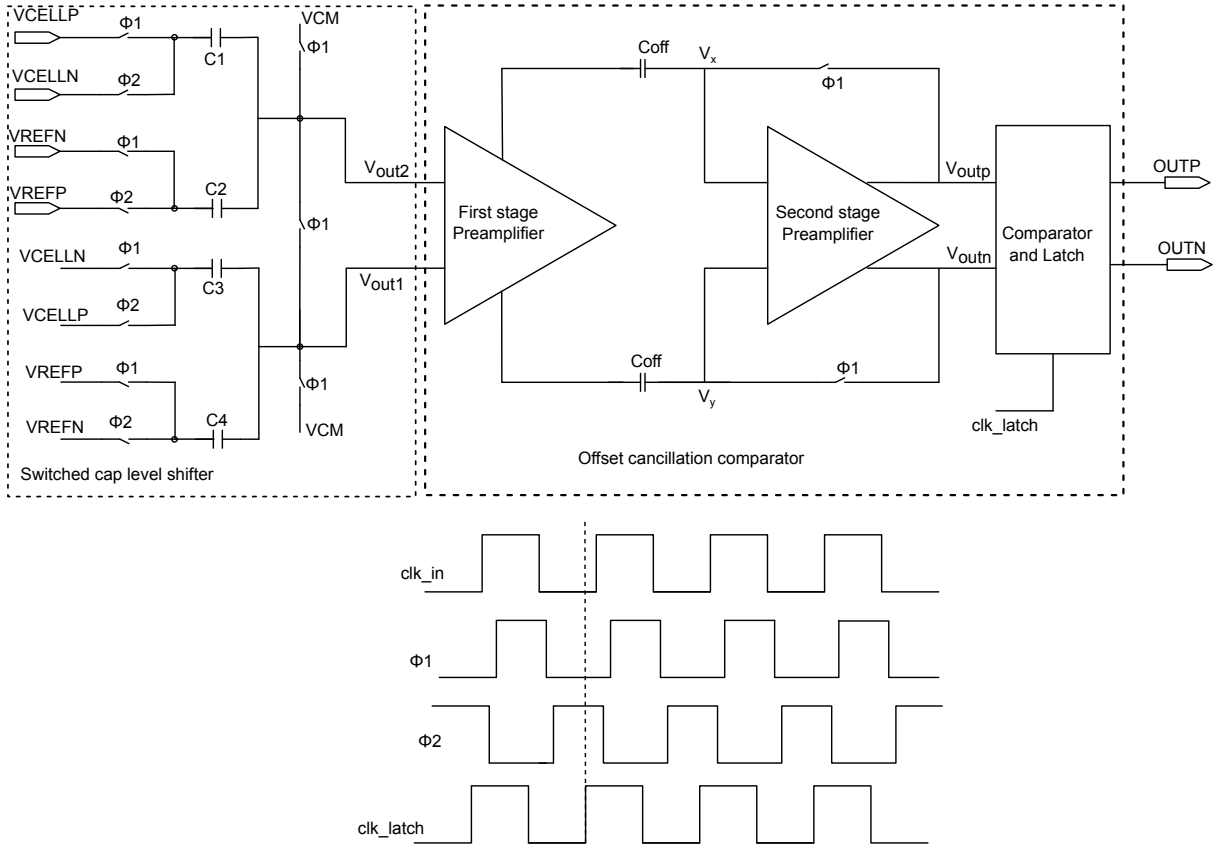 VCELLP
Φ1
C1
VCM
Φ1
VCELLN
Φ2
VREFN
Φ1
VREFP
Φ2
C2
Φ1
VCELLN
Φ1
C3
VCELLP
Φ2
VREFP
Φ1
VREFN
Φ2
C4
Φ1
VCM
Switched cap level shifter
Vout2
Vout1
First stage
Preamplifier
Coff
Vx
Φ1
Second stage
Preamplifier
Coff
Vy
Φ1
Voutp
Voutn
Comparator
and Latch
OUTP
OUTN
clk_latch
Offset cancillation comparator
clk_in
Φ1
Φ2
clk_latch